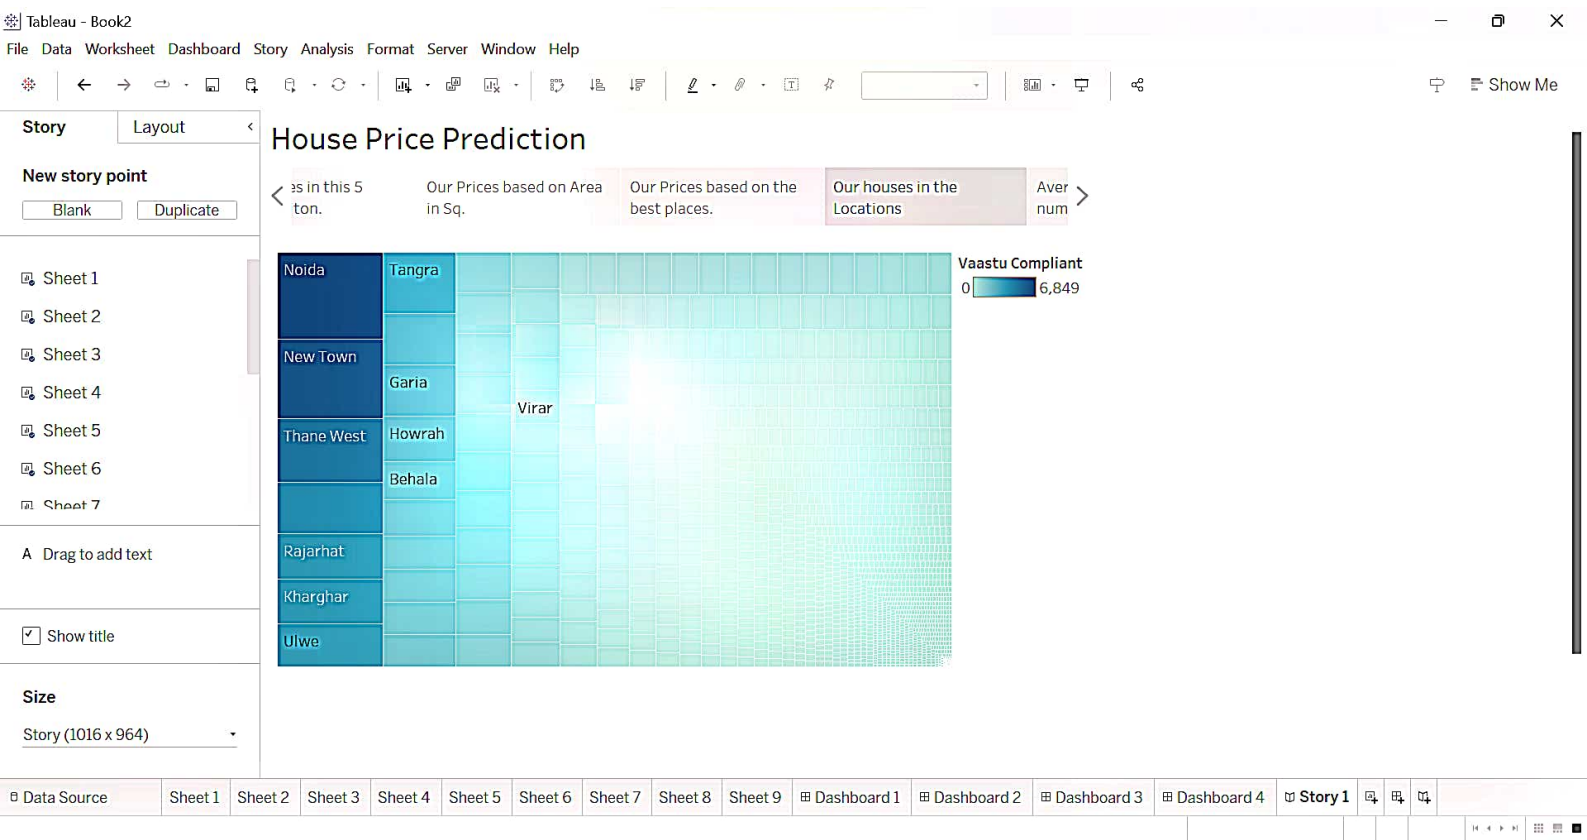 Tableau - Book2
File Data Worksheet Dashboard Story Analysis Format Server Window Help
Show Me
Story Layout
New story point
Blank Duplicate
Sheet 1
Sheet 2
Sheet 3
Sheet 4
Sheet 5
Sheet 6
Sheet 7
A Drag to add text
Show title
Size
Story (1016 x 964)
House Price Prediction
es in this 5
ton.
Our Prices based on Area
in Sq.
Our Prices based on the
best places.
Our houses in the
Locations
Aver
num
Noida
New Town
Thane West
Rajarhat
Kharghar
Ulwe
Tangra
Garia
Howrah
Behala
Virar
Vaastu Compliant
0 6,849
Data Source Sheet 1 Sheet 2 Sheet 3 Sheet 4 Sheet 5 Sheet 6 Sheet 7 Sheet 8 Sheet 9 Dashboard 1 Dashboard 2 Dashboard 3 Dashboard 4 Story 1